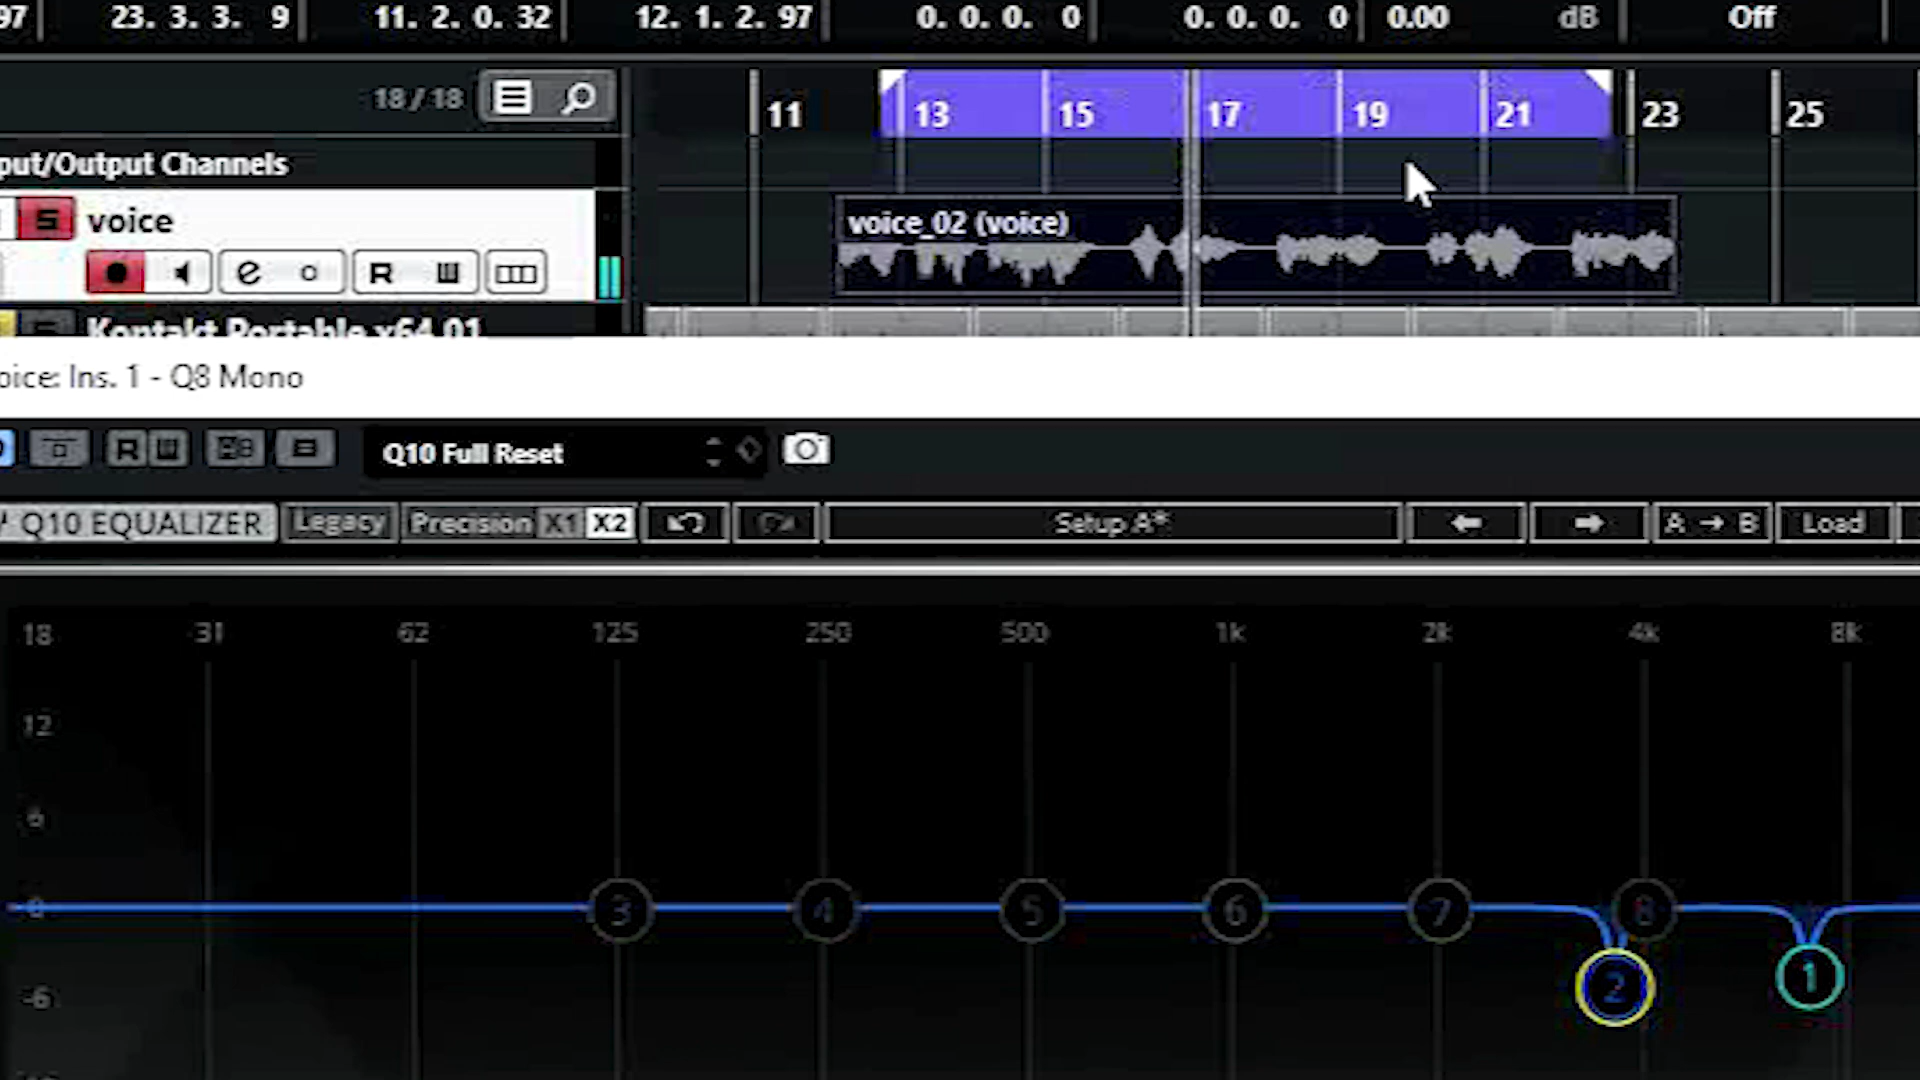 97 23. 3. 3. 9 11. 2. 0. 32 12. 1. 2. 97 0. 0. 0. 0 0. 0. 0. 0 0.00 dB Off
18 / 18 11 13 15 17 19 21 23 25
put/Output Channels
S voice
voice_02 (voice)
e R
Kontakt Portable x64 01
oice: Ins. 1 - Q8 Mono
R Q10 Full Reset
Q10 EQUALIZER Legacy Precision X1 X2 Setup A* A → B Load
18 31 62 125 250 500 1k 2k 4k 8k
12
6
0 3 4 5 6 7 8
-6 2 1